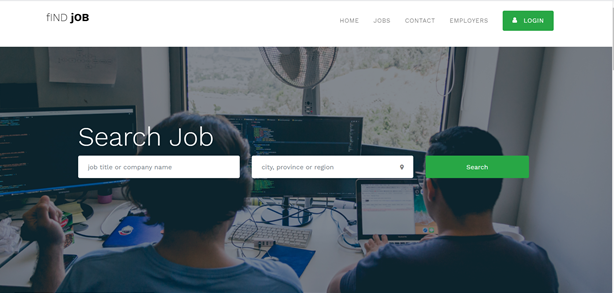 fIND JOB
HOME JOBS CONTACT EMPLOYERS LOGIN
Search Job
job title or company name city, province or region Search